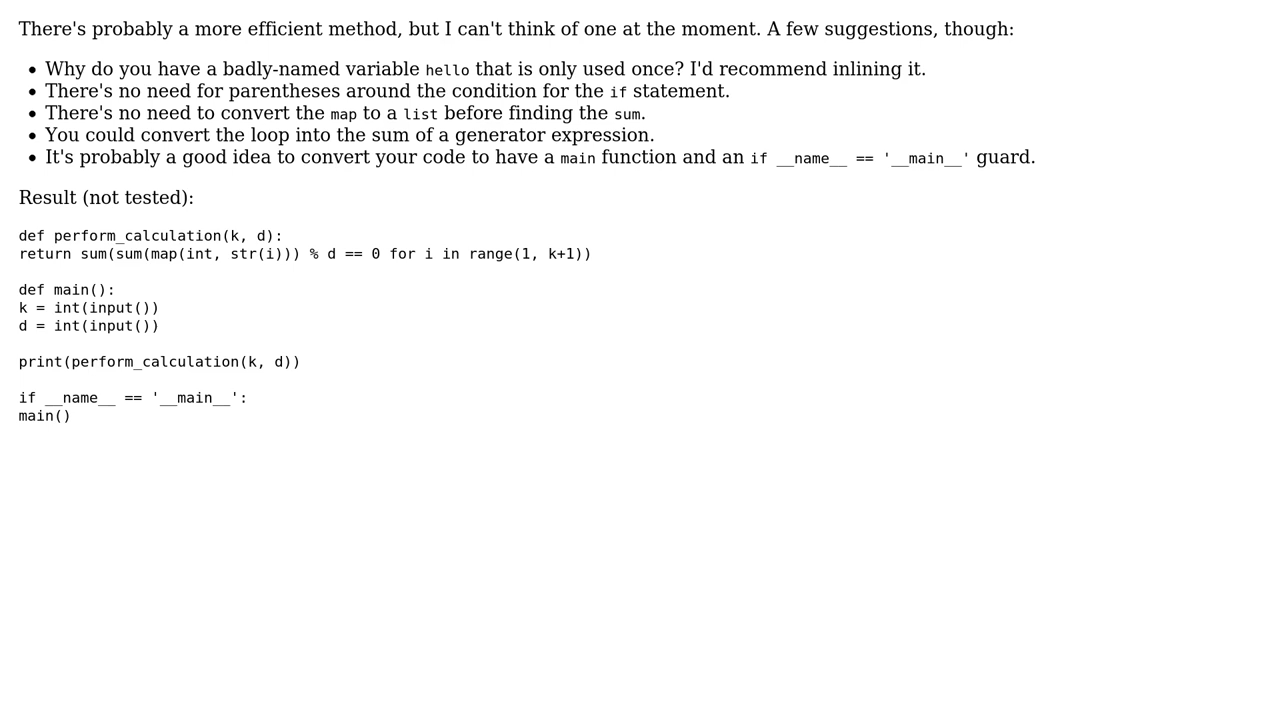 There's probably a more efficient method, but I can't think of one at the moment. A few suggestions, though:
• Why do you have a badly-named variable hello that is only used once? I'd recommend inlining it.
• There's no need for parentheses around the condition for the if statement.
• There's no need to convert the map to a list before finding the sum.
• You could convert the loop into the sum of a generator expression.
• It's probably a good idea to convert your code to have a main function and an if __name__ == '__main__' guard.
Result (not tested):
def perform_calculation(k, d):
return sum(sum(map(int, str(i))) % d == 0 for i in range(1, k+1))
def main():
k = int(input())
d = int(input())
print(perform_calculation(k, d))
if __name__ == '__main__':
main()